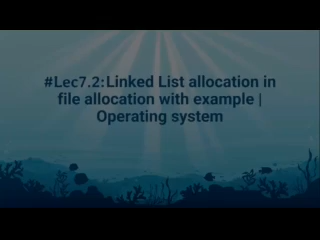 #Lec7.2:Linked List allocation in
file allocation with example |
Operating system